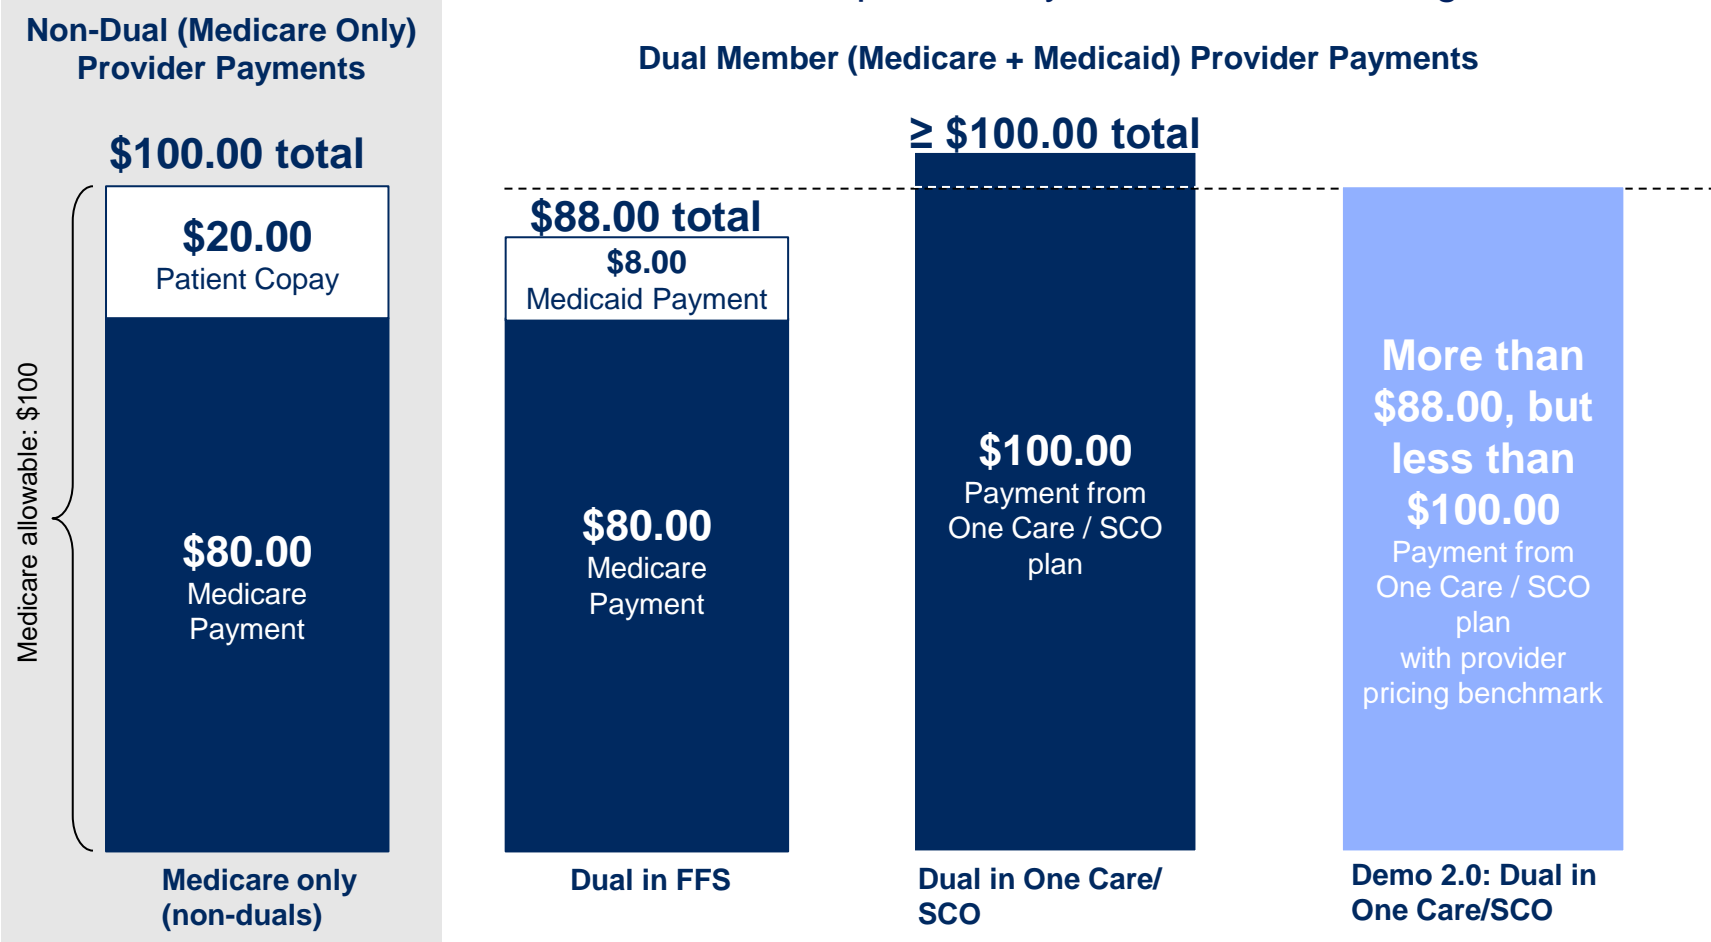 Non-Dual (Medicare Only)
Provider Payments
Dual Member (Medicare + Medicaid) Provider Payments
$100.00 total
$20.00
Patient Copay
$80.00
Medicare
Payment
Medicare allowable: $100
Medicare only
(non-duals)
$88.00 total
$8.00
Medicaid Payment
$80.00
Medicare
Payment
Dual in FFS
≥ $100.00 total
$100.00
Payment from
One Care / SCO
plan
Dual in One Care/
SCO
More than
$88.00, but
less than
$100.00
Payment from
One Care / SCO
plan
with provider
pricing benchmark
Demo 2.0: Dual in
One Care/SCO